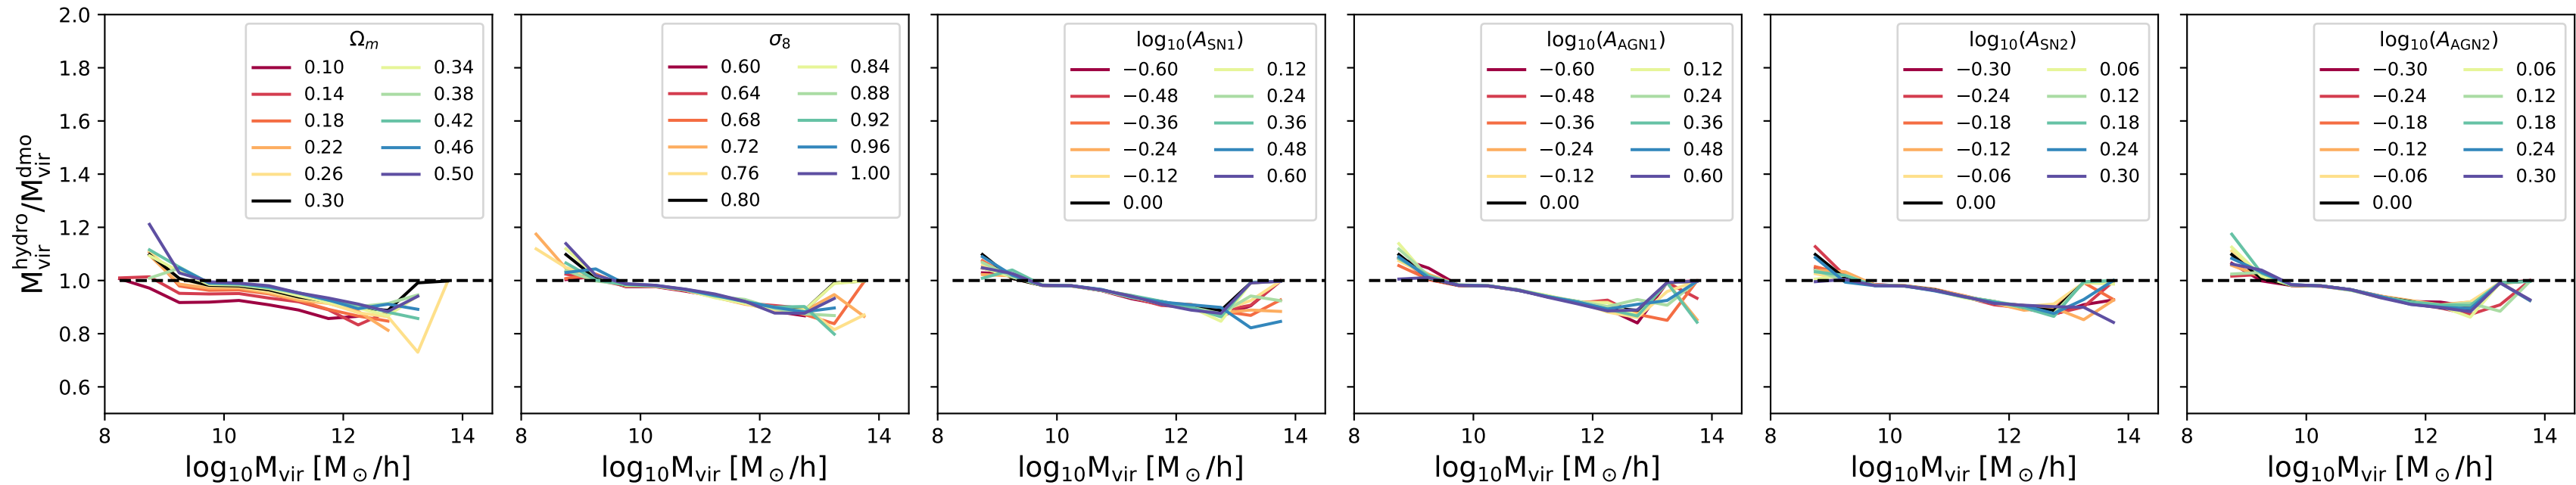 M_vir^hydro/M_vir^dmo
2.0
1.8
1.6
1.4
1.2
1.0
0.8
0.6
Ω_m
0.10 0.34
0.14 0.38
0.18 0.42
0.22 0.46
0.26 0.50
0.30
8 10 12 14
log₁₀M_vir [M_⊙/h]
σ_8
0.60 0.84
0.64 0.88
0.68 0.92
0.72 0.96
0.76 1.00
0.80
8 10 12 14
log₁₀M_vir [M_⊙/h]
log₁₀(A_SN1)
−0.60 0.12
−0.48 0.24
−0.36 0.36
−0.24 0.48
−0.12 0.60
0.00
8 10 12 14
log₁₀M_vir [M_⊙/h]
log₁₀(A_AGN1)
−0.60 0.12
−0.48 0.24
−0.36 0.36
−0.24 0.48
−0.12 0.60
0.00
8 10 12 14
log₁₀M_vir [M_⊙/h]
log₁₀(A_SN2)
−0.30 0.06
−0.24 0.12
−0.18 0.18
−0.12 0.24
−0.06 0.30
0.00
8 10 12 14
log₁₀M_vir [M_⊙/h]
log₁₀(A_AGN2)
−0.30 0.06
−0.24 0.12
−0.18 0.18
−0.12 0.24
−0.06 0.30
0.00
8 10 12 14
log₁₀M_vir [M_⊙/h]